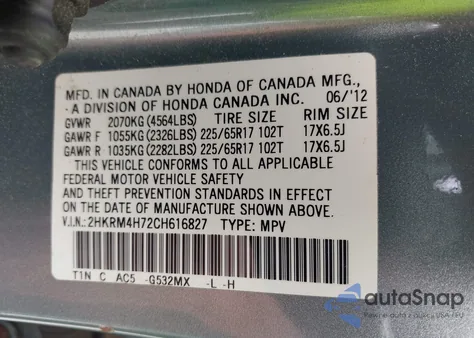 MFD. IN CANADA BY HONDA OF CANADA MFG.,
- A DIVISION OF HONDA CANADA INC. 06/'12
GVWR 2070KG (4564LBS) TIRE SIZE RIM SIZE
GAWR F 1055KG (2326LBS) 225/65R17 102T 17X6.5J
GAWR R 1035KG (2282LBS) 225/65R17 102T 17X6.5J
THIS VEHICLE CONFORMS TO ALL APPLICABLE
FEDERAL MOTOR VEHICLE SAFETY
AND THEFT PREVENTION STANDARDS IN EFFECT
ON THE DATE OF MANUFACTURE SHOWN ABOVE.
V.I.N.: 2HKRM4H72CH616827 TYPE: MPV
T1N C AC5 -G532MX -L -H
autoSnap